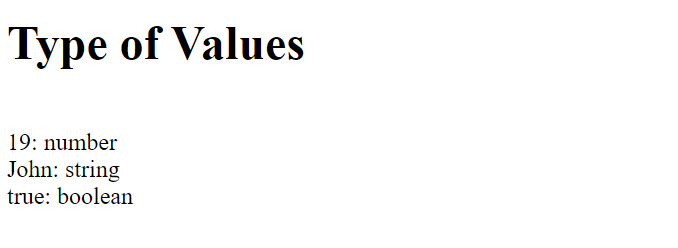 Type of Values
19: number
John: string
true: boolean